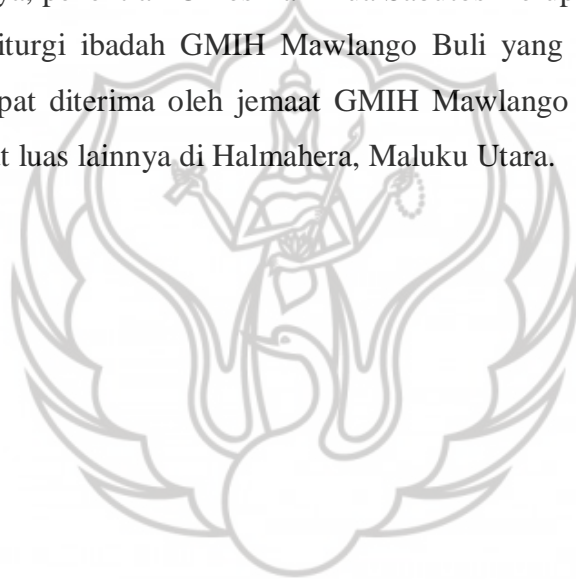 iturgi ibadah GMIH Mawlango Buli yang
pat diterima oleh jemaat GMIH Mawlango
t luas lainnya di Halmahera, Maluku Utara.